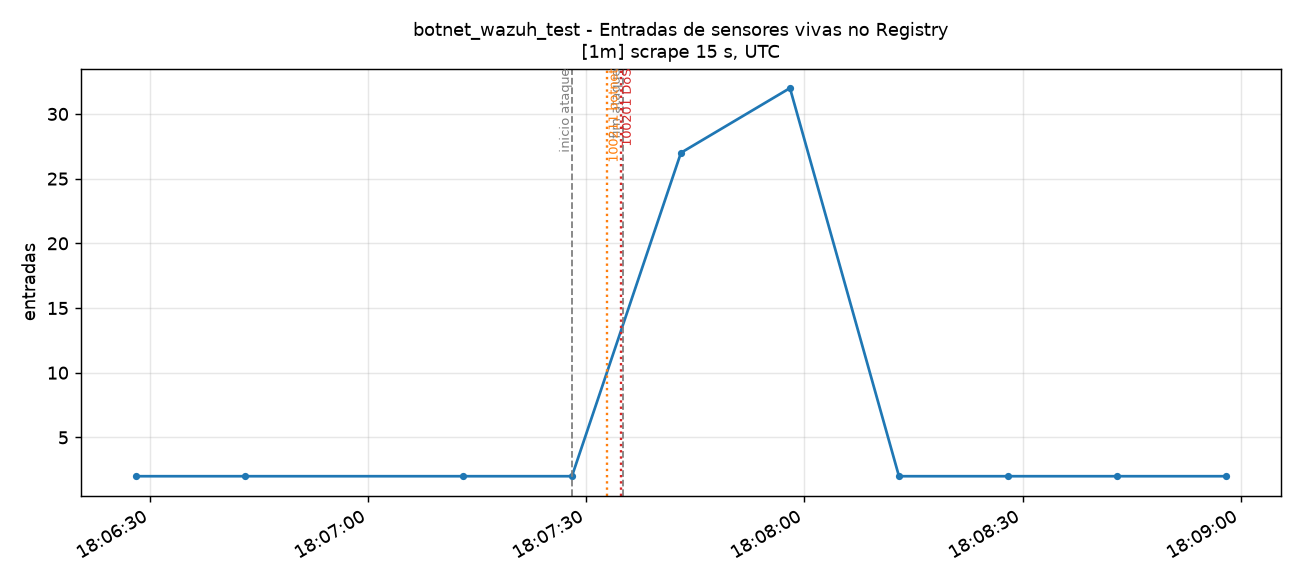 botnet_wazuh_test - Entradas de sensores vivas no Registry
[1m] scrape 15 s, UTC
inicio ataque
100201 DoS
entradas
30
25
20
15
10
5
18:06:30
18:07:00
18:07:30
18:08:00
18:08:30
18:09:00